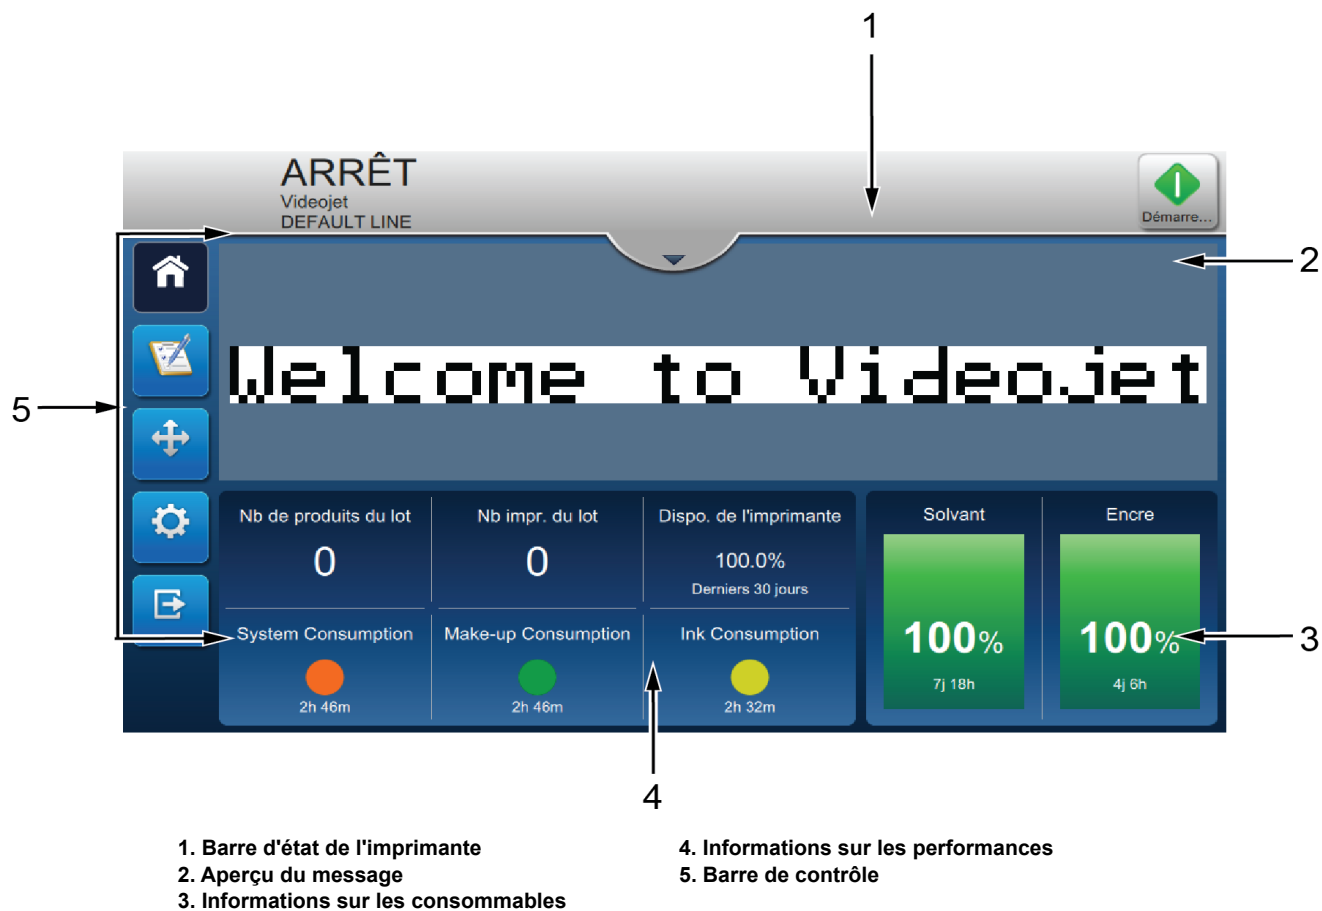 1
ARRÊT
Videojet
DEFAULT LINE
Démarre...
2
Welcome to Videojet
5
Nb de produits du lot
0
Nb impr. du lot
0
Dispo. de l'imprimante
100.0%
Derniers 30 jours
Solvant
100%
7j 18h
Encre
100%
4j 6h
3
System Consumption
2h 46m
Make-up Consumption
2h 46m
Ink Consumption
2h 32m
4
1. Barre d'état de l'imprimante
2. Aperçu du message
3. Informations sur les consommables
4. Informations sur les performances
5. Barre de contrôle